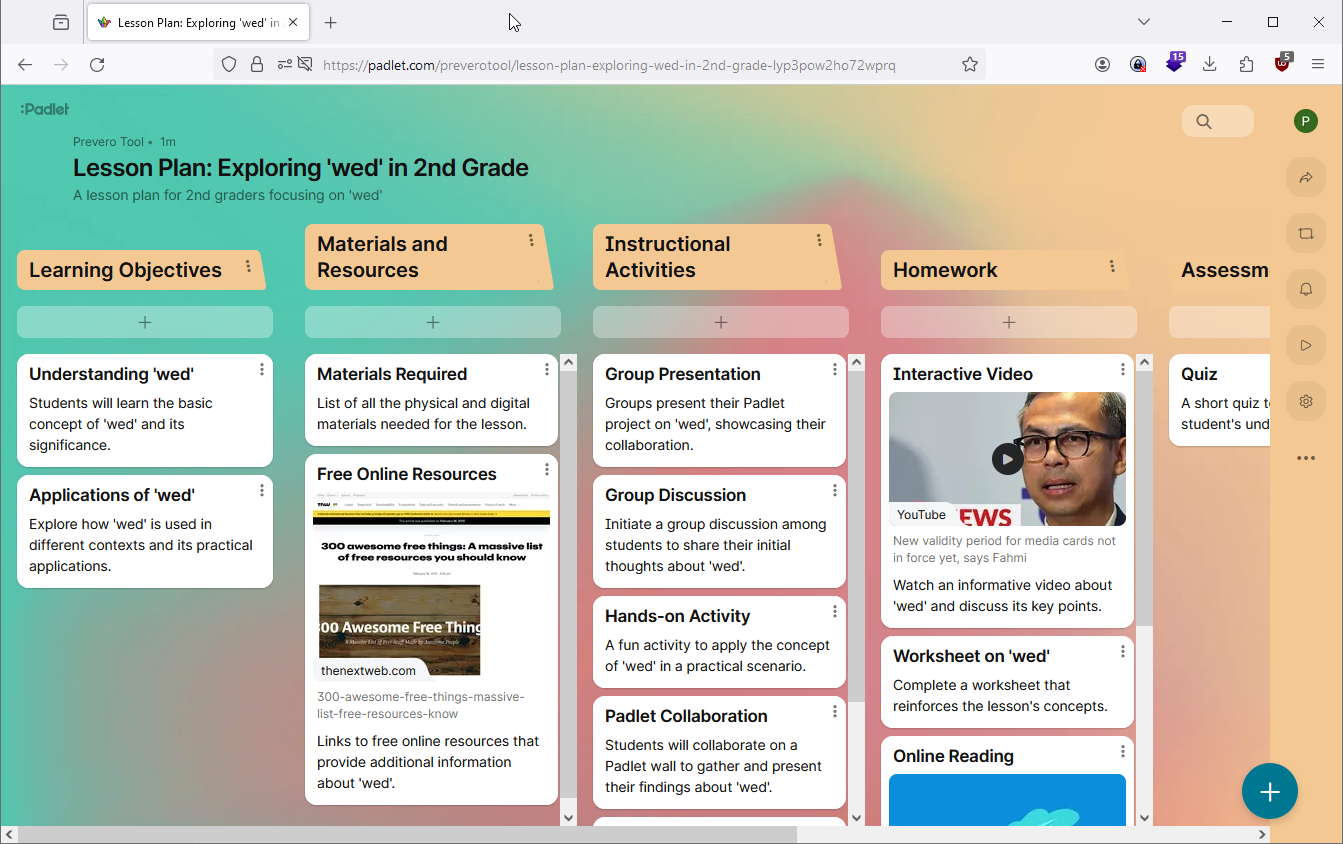 Lesson Plan: Exploring 'wed' in
https://padlet.com/preverotool/lesson-plan-exploring-wed-in-2nd-grade-lyp3pow2ho72wprq
15
5
:Padlet
Prevero Tool • 1m
P
Lesson Plan: Exploring 'wed' in 2nd Grade
A lesson plan for 2nd graders focusing on 'wed'
Learning Objectives
Understanding 'wed'
Students will learn the basic
concept of 'wed' and its
significance.
Applications of 'wed'
Explore how 'wed' is used in
different contexts and its practical
applications.
Materials and
Resources
Materials Required
List of all the physical and digital
materials needed for the lesson.
Free Online Resources
300 awesome free things: A massive list
of free resources you should know
300 Awesome Free Thing
A Massive List of Free Stuff Made by Awesome People
thenextweb.com
300-awesome-free-things-massive-
list-free-resources-know
Links to free online resources that
provide additional information
about 'wed'.
Instructional
Activities
Group Presentation
Groups present their Padlet
project on 'wed', showcasing their
collaboration.
Group Discussion
Initiate a group discussion among
students to share their initial
thoughts about 'wed'.
Hands-on Activity
A fun activity to apply the concept
of 'wed' in a practical scenario.
Padlet Collaboration
Students will collaborate on a
Padlet wall to gather and present
their findings about 'wed'.
Homework
Interactive Video
EWS
YouTube
New validity period for media cards not
in force yet, says Fahmi
Watch an informative video about
'wed' and discuss its key points.
Worksheet on 'wed'
Complete a worksheet that
reinforces the lesson's concepts.
Online Reading
Assessm
Quiz
A short quiz t
student's und